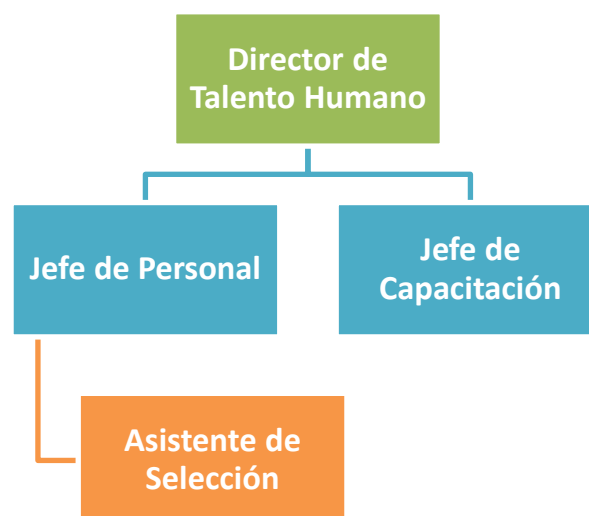 Director de
Talento Humano
Jefe de Personal
Jefe de
Capacitación
Asistente de
Selección